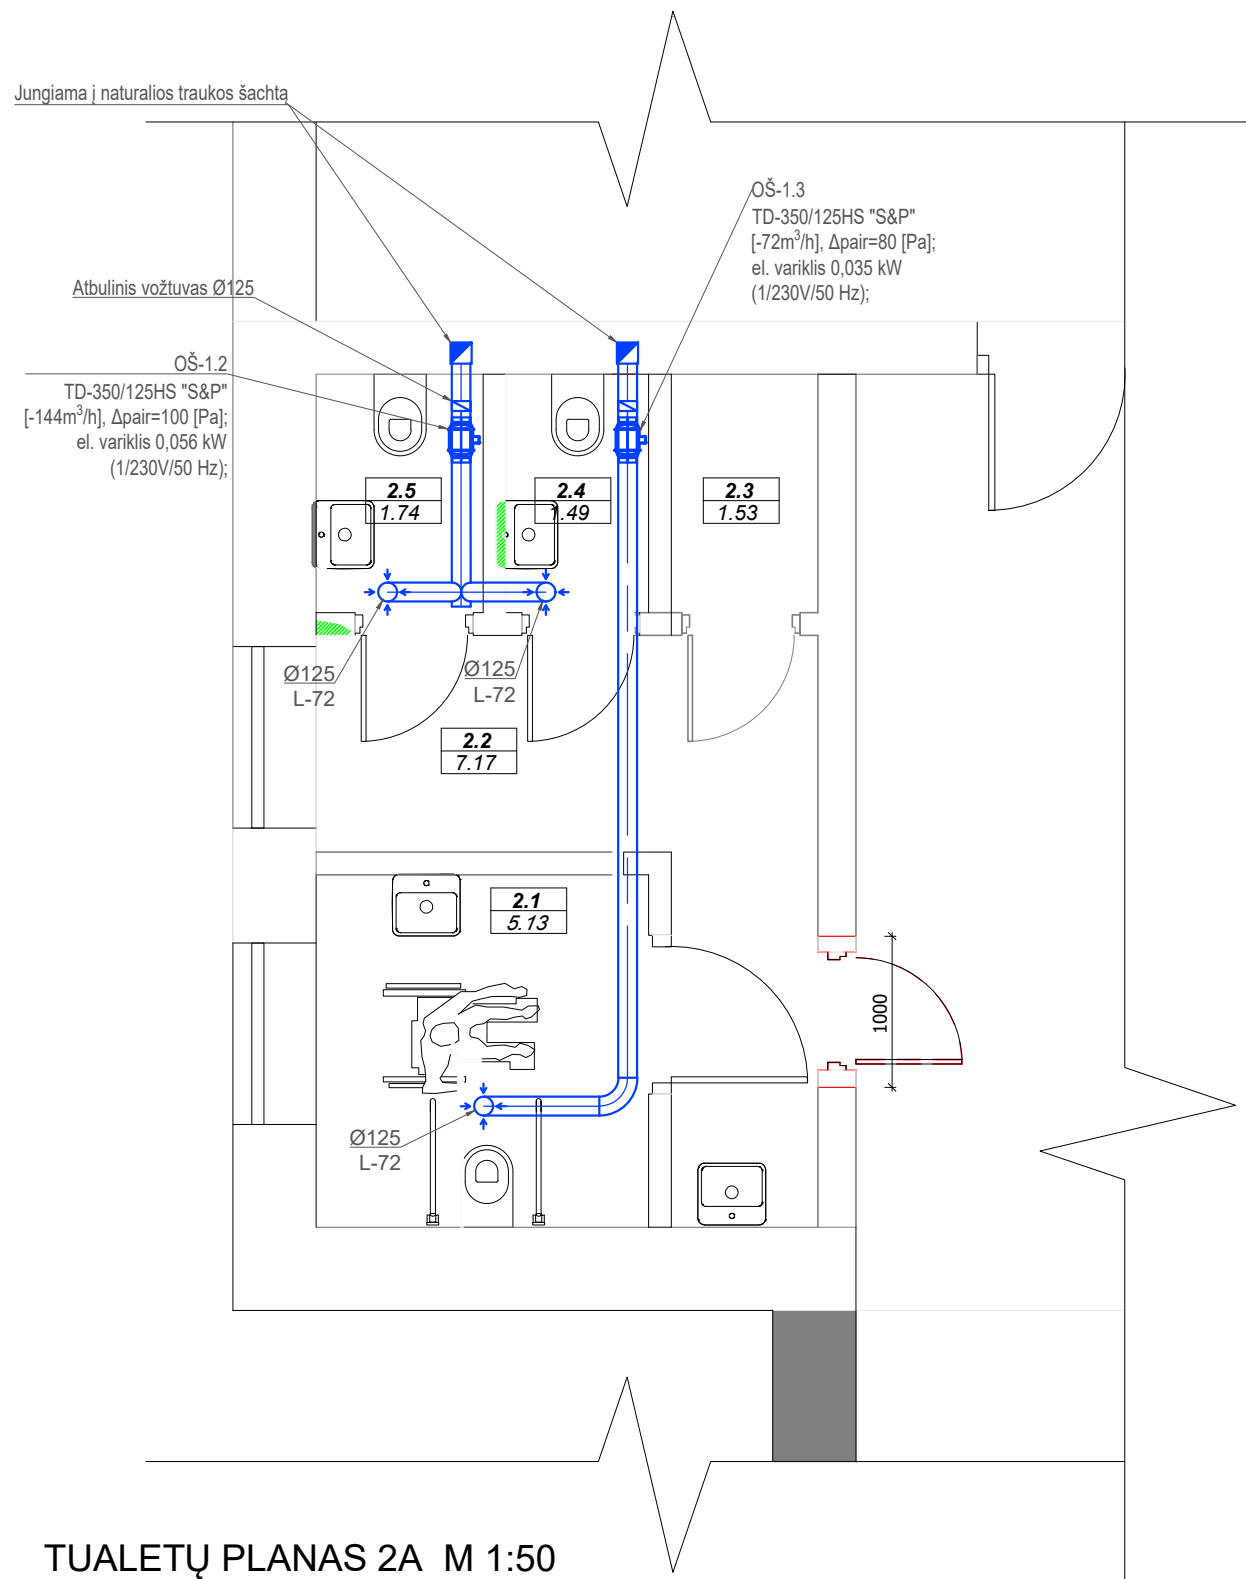 Jungiama į naturalios traukos šachtą
OŠ-1.3
TD-350/125HS "S&P"
[-72m³/h], Δpair=80 [Pa];
el. variklis 0,035 kW
(1/230V/50 Hz);
Atbulinis vožtuvas Ø125
OŠ-1.2
TD-350/125HS "S&P"
[-144m³/h], Δpair=100 [Pa];
el. variklis 0,056 kW
(1/230V/50 Hz);
2.5
1.74
2.4
1.49
2.3
1.53
Ø125
L-72
Ø125
L-72
2.2
7.17
2.1
5.13
1000
Ø125
L-72
TUALETŲ PLANAS 2A M 1:50